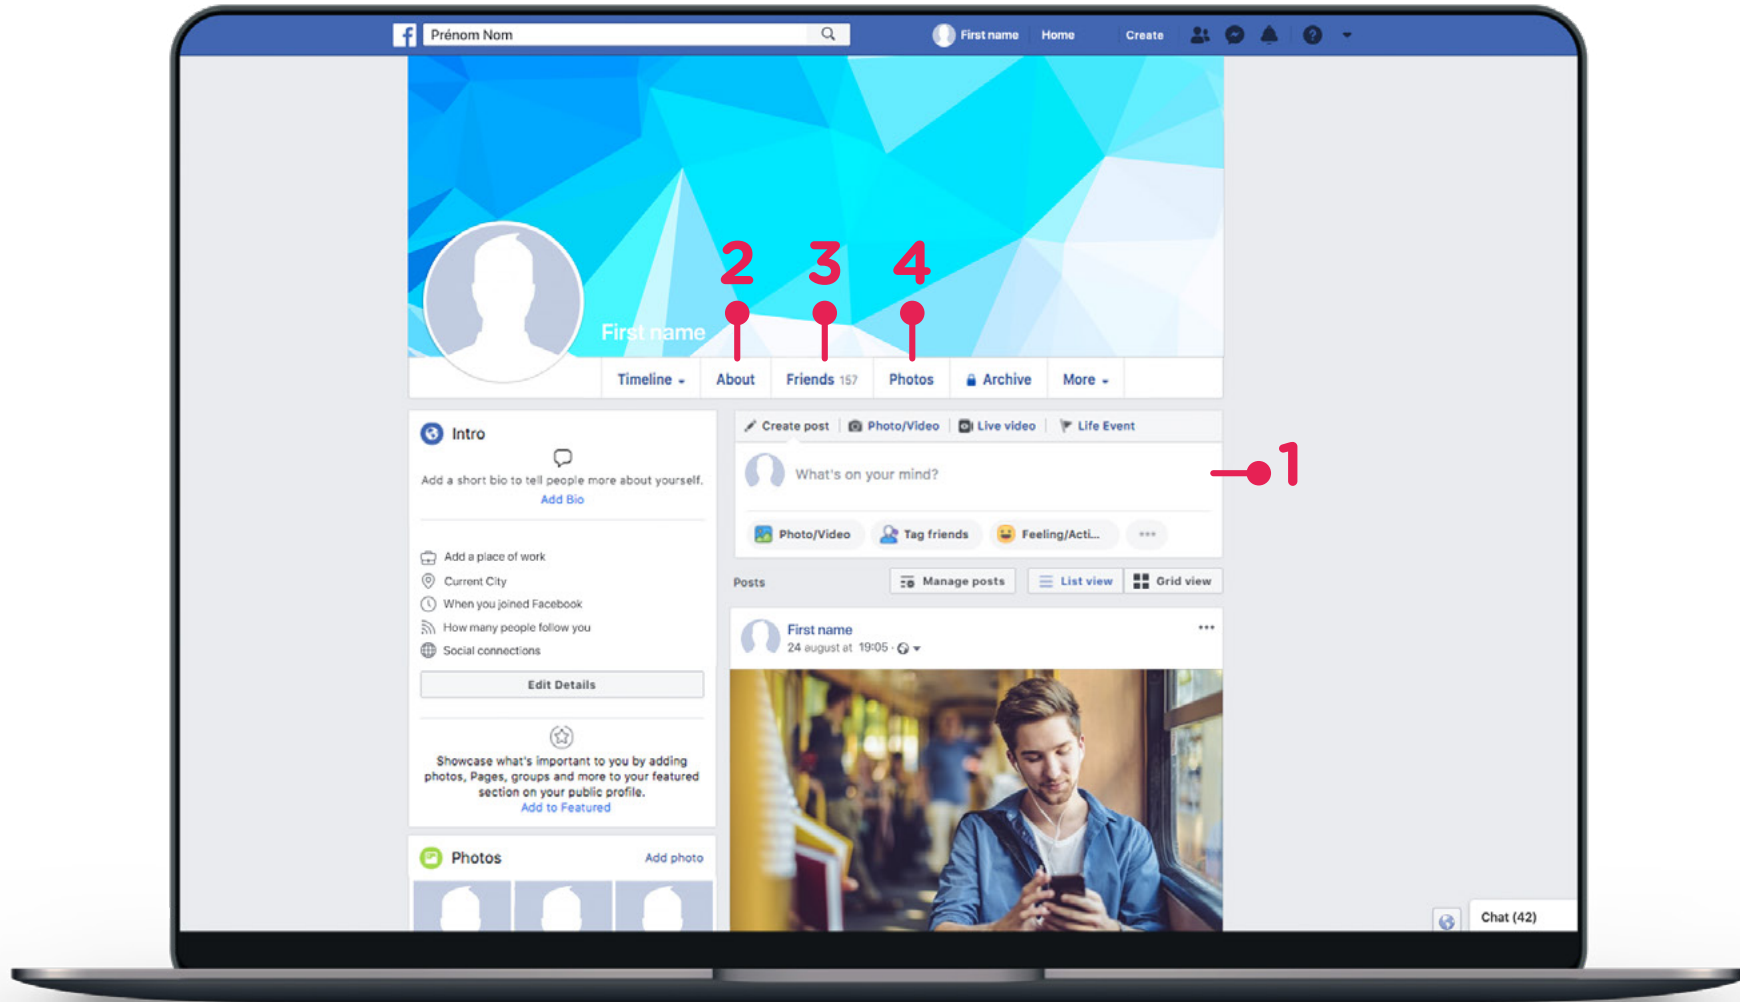 f Prénom Nom
First name Home Create
2 3 4
First name
Timeline About Friends 157 Photos Archive More
Intro
Add a short bio to tell people more about yourself.
Add Bio
Add a place of work
Current City
When you joined Facebook
How many people follow you
Social connections
Edit Details
Showcase what's important to you by adding
photos, Pages, groups and more to your featured
section on your public profile.
Add to Featured
Photos Add photo
Create post Photo/Video Live video Life Event
What's on your mind?
1
Photo/Video Tag friends Feeling/Acti...
Posts Manage posts List view Grid view
First name
24 august at 19:05
Chat (42)